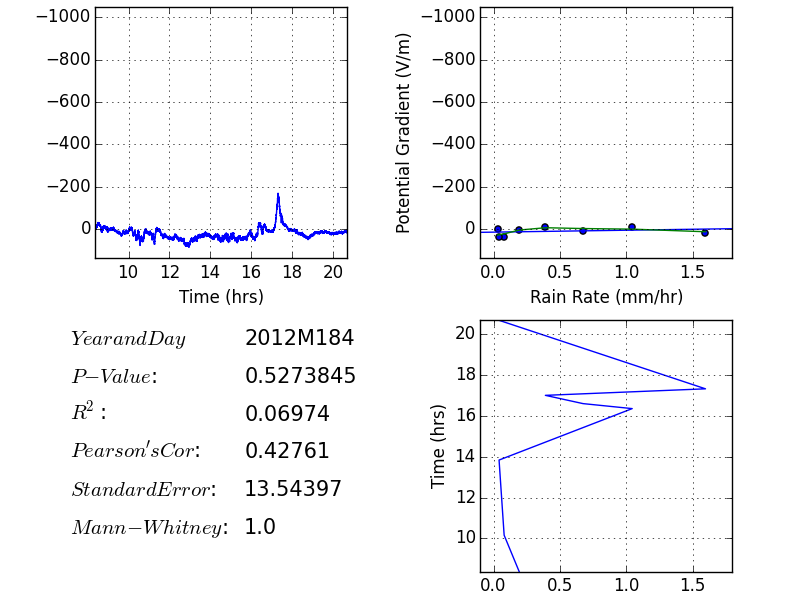 −1000
−800
−600
−400
−200
0
10 12 14 16 18 20
Time (hrs)
Potential Gradient (V/m)
−1000
−800
−600
−400
−200
0
0.0 0.5 1.0 1.5
Rain Rate (mm/hr)
YearandDay 2012M184
P−Value: 0.5273845
R²: 0.06974
Pearson'sCor: 0.42761
StandardError: 13.54397
Mann−Whitney: 1.0
Time (hrs)
20
18
16
14
12
10
0.0 0.5 1.0 1.5